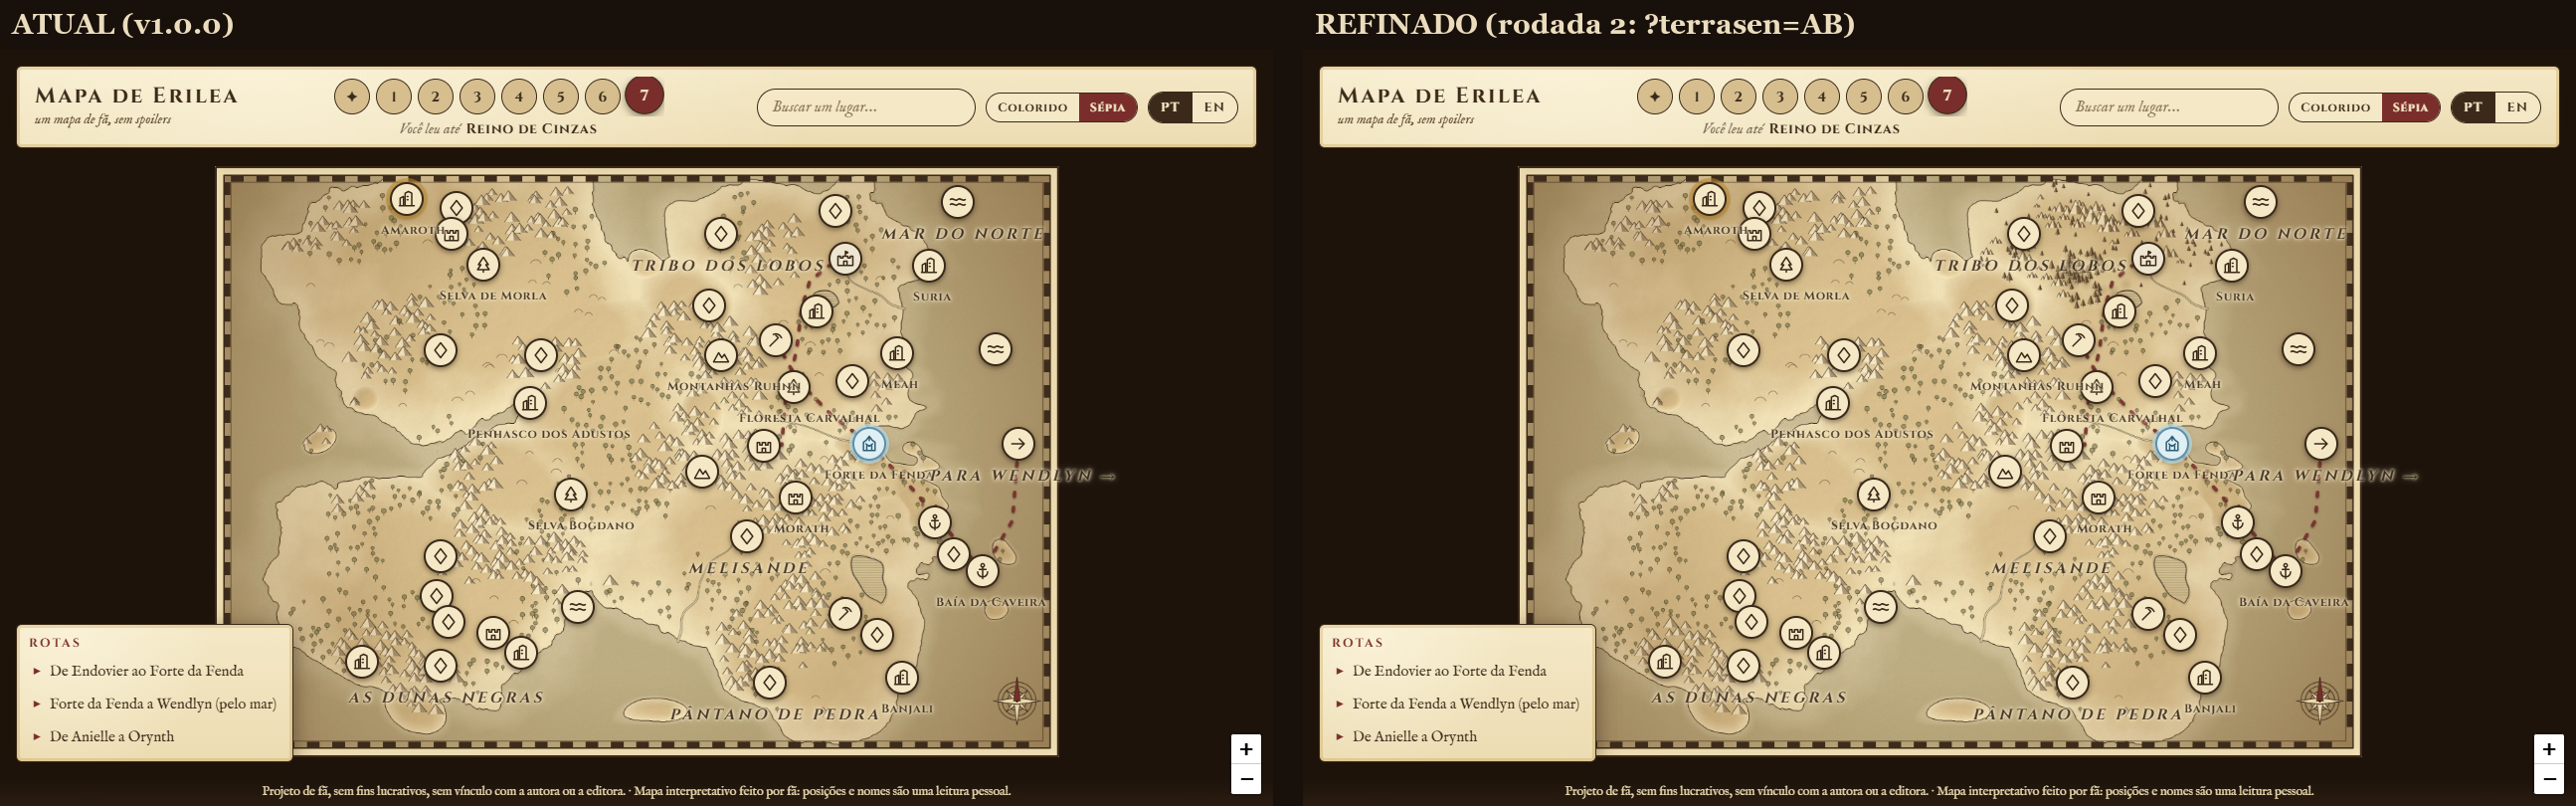 ATUAL (v1.0.0)
MAPA DE ERILEA
um mapa de fã, sem spoilers
✦ 1 2 3 4 5 6 7
Você leu até REINO DE CINZAS
Buscar um lugar...
COLORIDO SÉPIA
PT EN
AMAROTH
MAR DO NORTE
TRIBO DOS LOBOS
SELVA DE MORLA
SURIA
MONTANHAS RUHNN
MEAH
FLORESTA CARVALHAL
PENHASCO DOS ADUSTOS
FORTE DA FENDA
PARA WENDLYN →
SELVA BOGDANO
MORATH
MELISANDE
BAÍA DA CAVEIRA
AS DUNAS NEGRAS
PÂNTANO DE PEDRA
BANJALI
ROTAS
▸ De Endovier ao Forte da Fenda
▸ Forte da Fenda a Wendlyn (pelo mar)
▸ De Anielle a Orynth
+
−
Projeto de fã, sem fins lucrativos, sem vínculo com a autora ou a editora. · Mapa interpretativo feito por fã: posições e nomes são uma leitura pessoal.
REFINADO (rodada 2: ?terrasen=AB)
MAPA DE ERILEA
um mapa de fã, sem spoilers
✦ 1 2 3 4 5 6 7
Você leu até REINO DE CINZAS
Buscar um lugar...
COLORIDO SÉPIA
PT EN
AMAROTH
MAR DO NORTE
TRIBO DOS LOBOS
SELVA DE MORLA
SURIA
MONTANHAS RUHNN
MEAH
FLORESTA CARVALHAL
PENHASCO DOS ADUSTOS
FORTE DA FENDA
PARA WENDLYN →
SELVA BOGDANO
MORATH
MELISANDE
BAÍA DA CAVEIRA
AS DUNAS NEGRAS
PÂNTANO DE PEDRA
BANJALI
ROTAS
▸ De Endovier ao Forte da Fenda
▸ Forte da Fenda a Wendlyn (pelo mar)
▸ De Anielle a Orynth
+
−
Projeto de fã, sem fins lucrativos, sem vínculo com a autora ou a editora. · Mapa interpretativo feito por fã: posições e nomes são uma leitura pessoal.